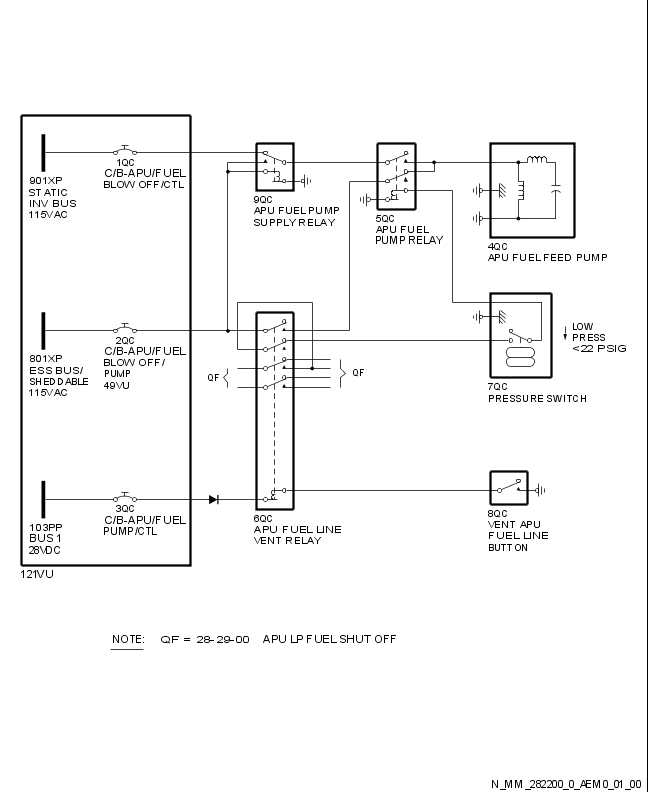 901XP
STATIC
INV BUS
115VAC
1QC
C/B-APU/FUEL
BLOW OFF/CTL
9QC
APU FUEL PUMP
SUPPLY RELAY
5QC
APU FUEL
PUMP RELAY
4QC
APU FUEL FEED PUMP
801XP
ESS BUS/
SHEDDABLE
115VAC
2QC
C/B-APU/FUEL
BLOW OFF/
PUMP
49VU
QF
QF
LOW
PRESS
<22 PSIG
7QC
PRESSURE SWITCH
103PP
BUS 1
28VDC
3QC
C/B-APU/FUEL
PUMP/CTL
6QC
APU FUEL LINE
VENT RELAY
8QC
VENT APU
FUEL LINE
BUTTON
121VU
NOTE: QF = 28-29-00 APU LP FUEL SHUT OFF
N_MM_282200_0_AEM0_01_00